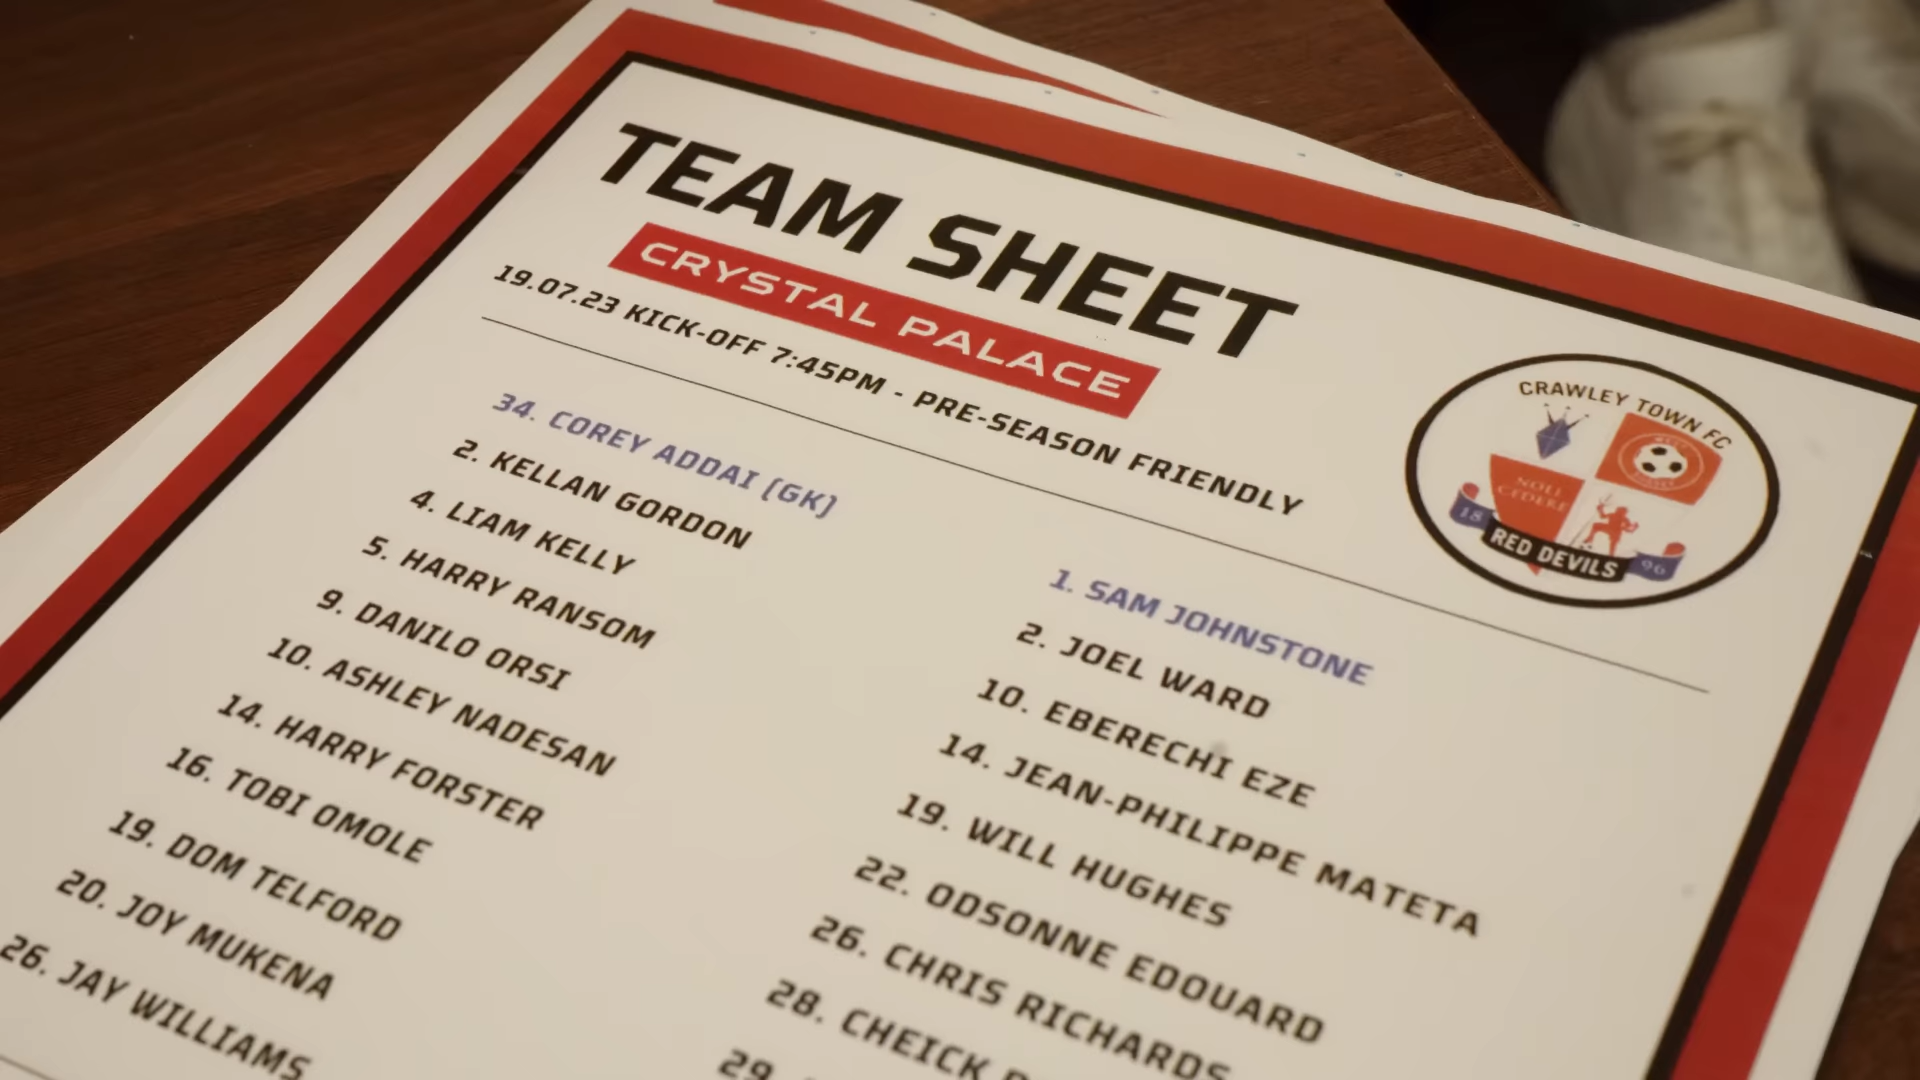 TEAM SHEET
CRYSTAL PALACE
19.07.23 KICK-OFF 7:45PM - PRE-SEASON FRIENDLY
CRAWLEY TOWN FC
NOLI
CEDERE
18
RED DEVILS
96
34. COREY ADDAI (GK)
2. KELLAN GORDON
4. LIAM KELLY
5. HARRY RANSOM
9. DANILO ORSI
10. ASHLEY NADESAN
14. HARRY FORSTER
16. TOBI OMOLE
19. DOM TELFORD
20. JOY MUKENA
26. JAY WILLIAMS
1. SAM JOHNSTONE
2. JOEL WARD
10. EBERECHI EZE
14. JEAN-PHILIPPE MATETA
19. WILL HUGHES
22. ODSONNE EDOUARD
26. CHRIS RICHARDS
28. CHEICK
29.